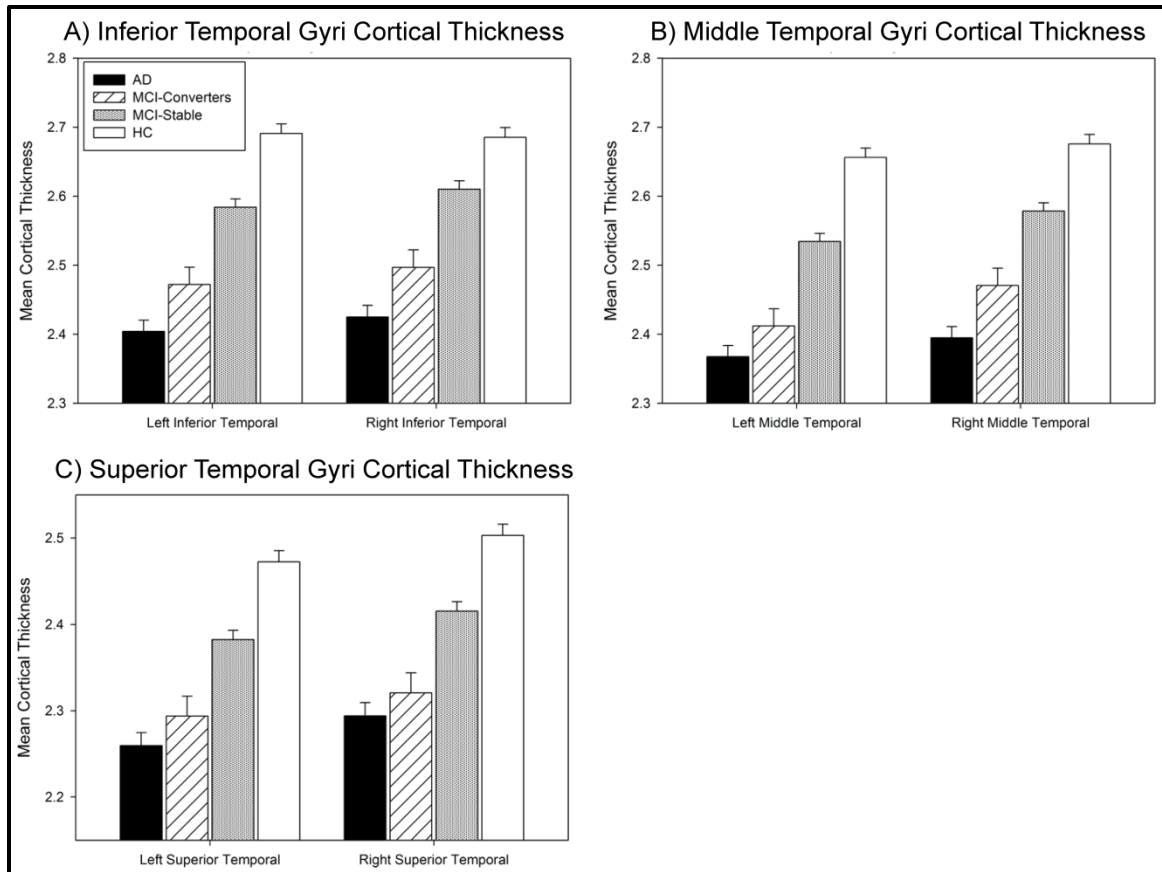 A) Inferior Temporal Gyri Cortical Thickness
2.8
2.7
2.6
2.5
2.4
2.3
Mean Cortical Thickness
AD
MCI-Converters
MCI-Stable
HC
Left Inferior Temporal
Right Inferior Temporal
B) Middle Temporal Gyri Cortical Thickness
2.8
2.7
2.6
2.5
2.4
2.3
Mean Cortical Thickness
Left Middle Temporal
Right Middle Temporal
C) Superior Temporal Gyri Cortical Thickness
2.5
2.4
2.3
2.2
Mean Cortical Thickness
Left Superior Temporal
Right Superior Temporal